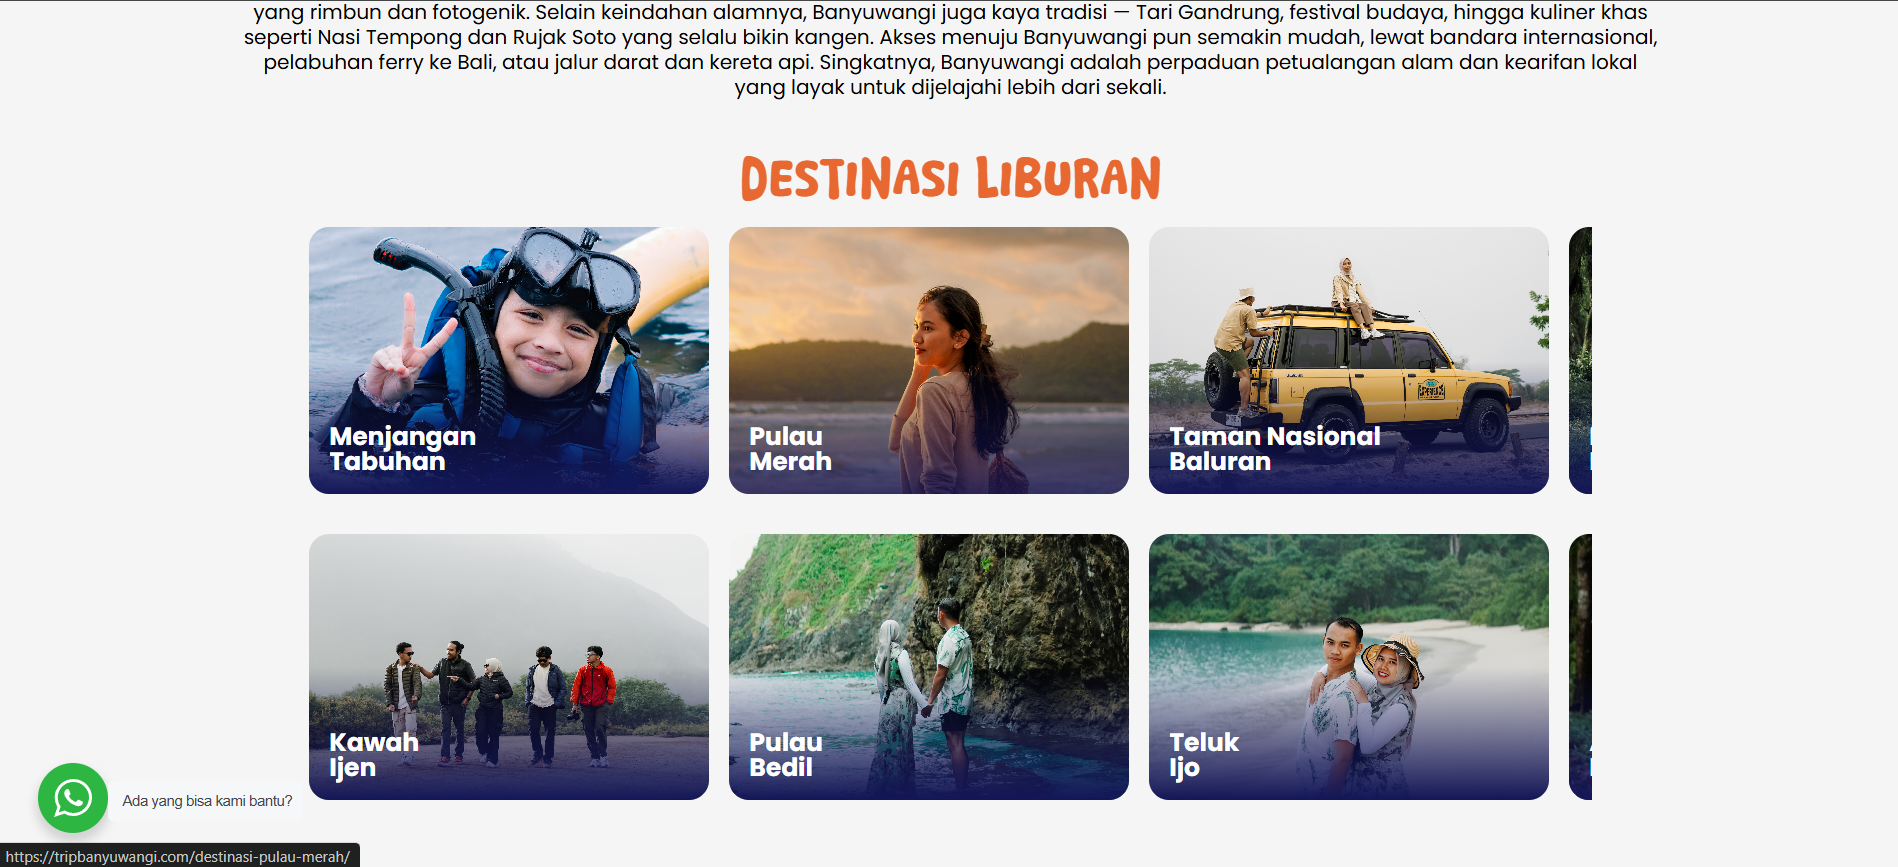 yang rimbun dan fotogenik. Selain keindahan alamnya, Banyuwangi juga kaya tradisi — Tari Gandrung, festival budaya, hingga kuliner khas
seperti Nasi Tempong dan Rujak Soto yang selalu bikin kangen. Akses menuju Banyuwangi pun semakin mudah, lewat bandara internasional,
pelabuhan ferry ke Bali, atau jalur darat dan kereta api. Singkatnya, Banyuwangi adalah perpaduan petualangan alam dan kearifan lokal
yang layak untuk dijelajahi lebih dari sekali.
DESTINASI LIBURAN
Menjangan
Tabuhan
Pulau
Merah
Taman Nasional
Baluran
Kawah
Ijen
Pulau
Bedil
Teluk
Ijo
Ada yang bisa kami bantu?
https://tripbanyuwangi.com/destinasi-pulau-merah/